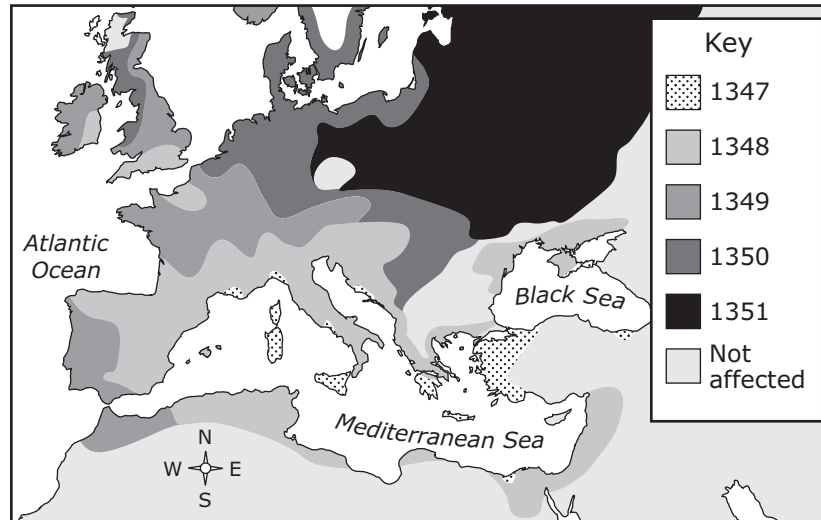 Key
1347
1348
1349
1350
1351
Not
affected
Atlantic
Ocean
Black Sea
Mediterranean Sea
N
W E
S